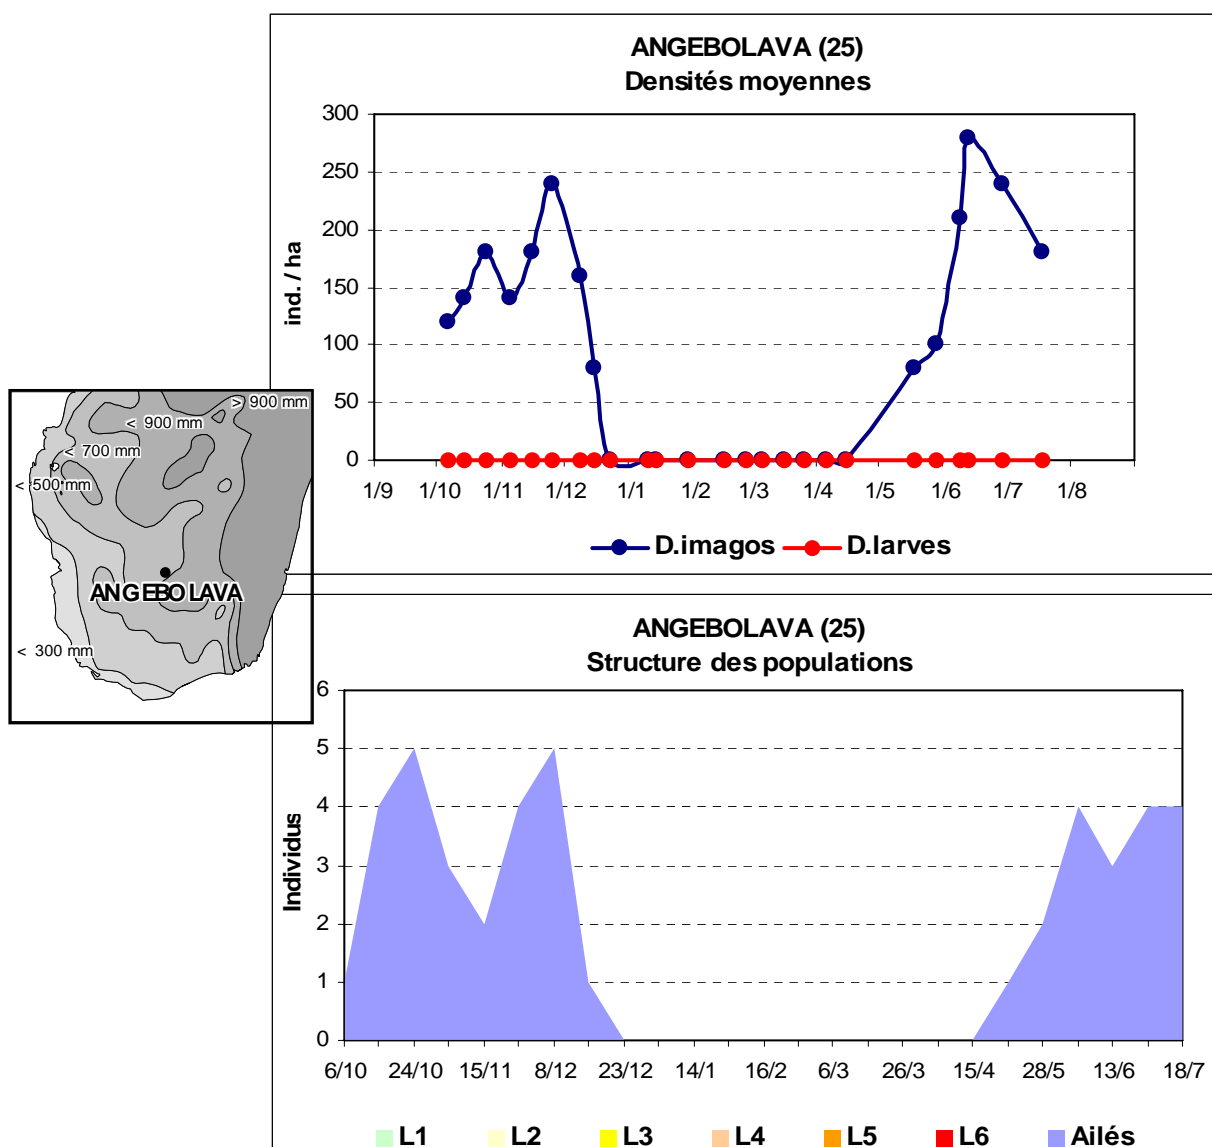 ANGEBOLAVA (25)
Densités moyennes
300
250
200
150
100
50
0
ind. / ha
1/9 1/10 1/11 1/12 1/1 1/2 1/3 1/4 1/5 1/6 1/7 1/8
D.imagos D.larves
> 900 mm
< 900 mm
< 700 mm
< 500 mm
ANGEBOLAVA
< 300 mm
ANGEBOLAVA (25)
Structure des populations
6
5
4
3
2
1
0
Individus
6/10 24/10 15/11 8/12 23/12 14/1 16/2 6/3 26/3 15/4 28/5 13/6 18/7
L1 L2 L3 L4 L5 L6 Ailés